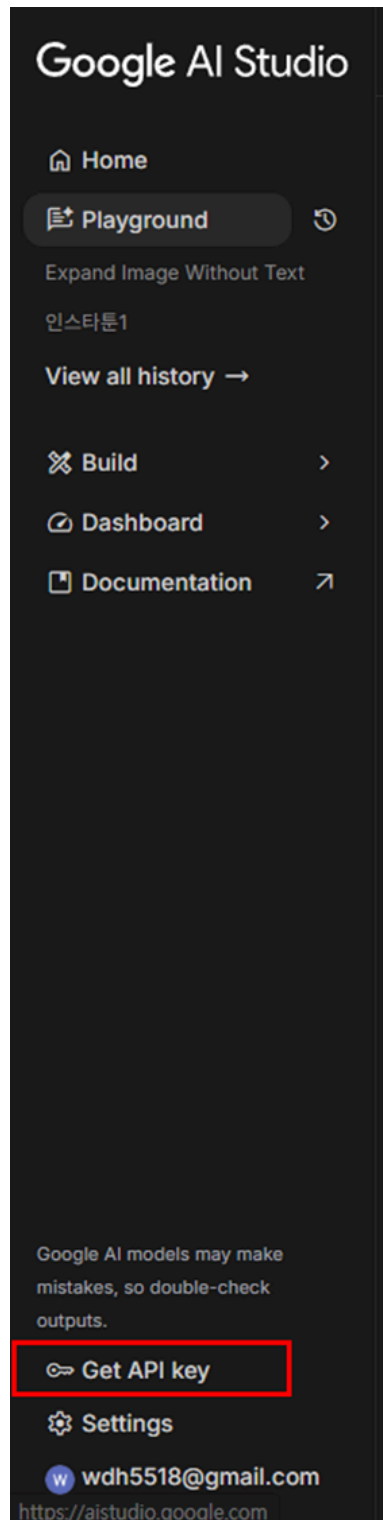 Google AI Studio
Home
Playground
Expand Image Without Text
인스타툰1
View all history →
Build
Dashboard
Documentation
Google AI models may make
mistakes, so double-check
outputs.
Get API key
Settings
W wdh5518@gmail.com
https://aistudio.google.com